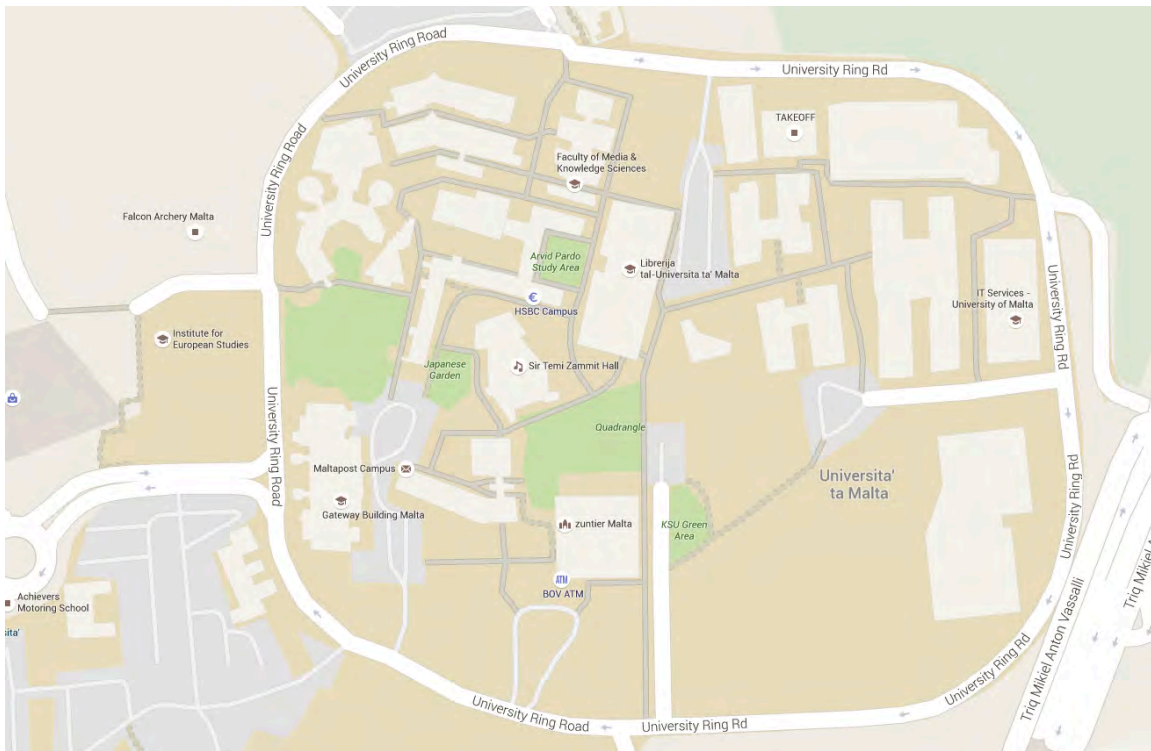 University Ring Road
University Ring Rd
TAKEOFF
University Ring Road
Faculty of Media &
Knowledge Sciences
Falcon Archery Malta
Arvid Pardo
Study Area
Librerija
tal-Universita ta' Malta
University Ring Rd
IT Services -
University of Malta
€
HSBC Campus
Institute for
European Studies
Japanese
Garden
Sir Temi Zammit Hall
University Ring Road
Quadrangle
Maltapost Campus
Universita'
ta Malta
University Ring Rd
Gateway Building Malta
zuntier Malta
KSU Green
Area
ATM
BOV ATM
Achievers
Motoring School
sita'
Triq Mikiel Anton Vassalli
Triq Mikiel A
University Ring Rd
University Ring Road
University Ring Rd